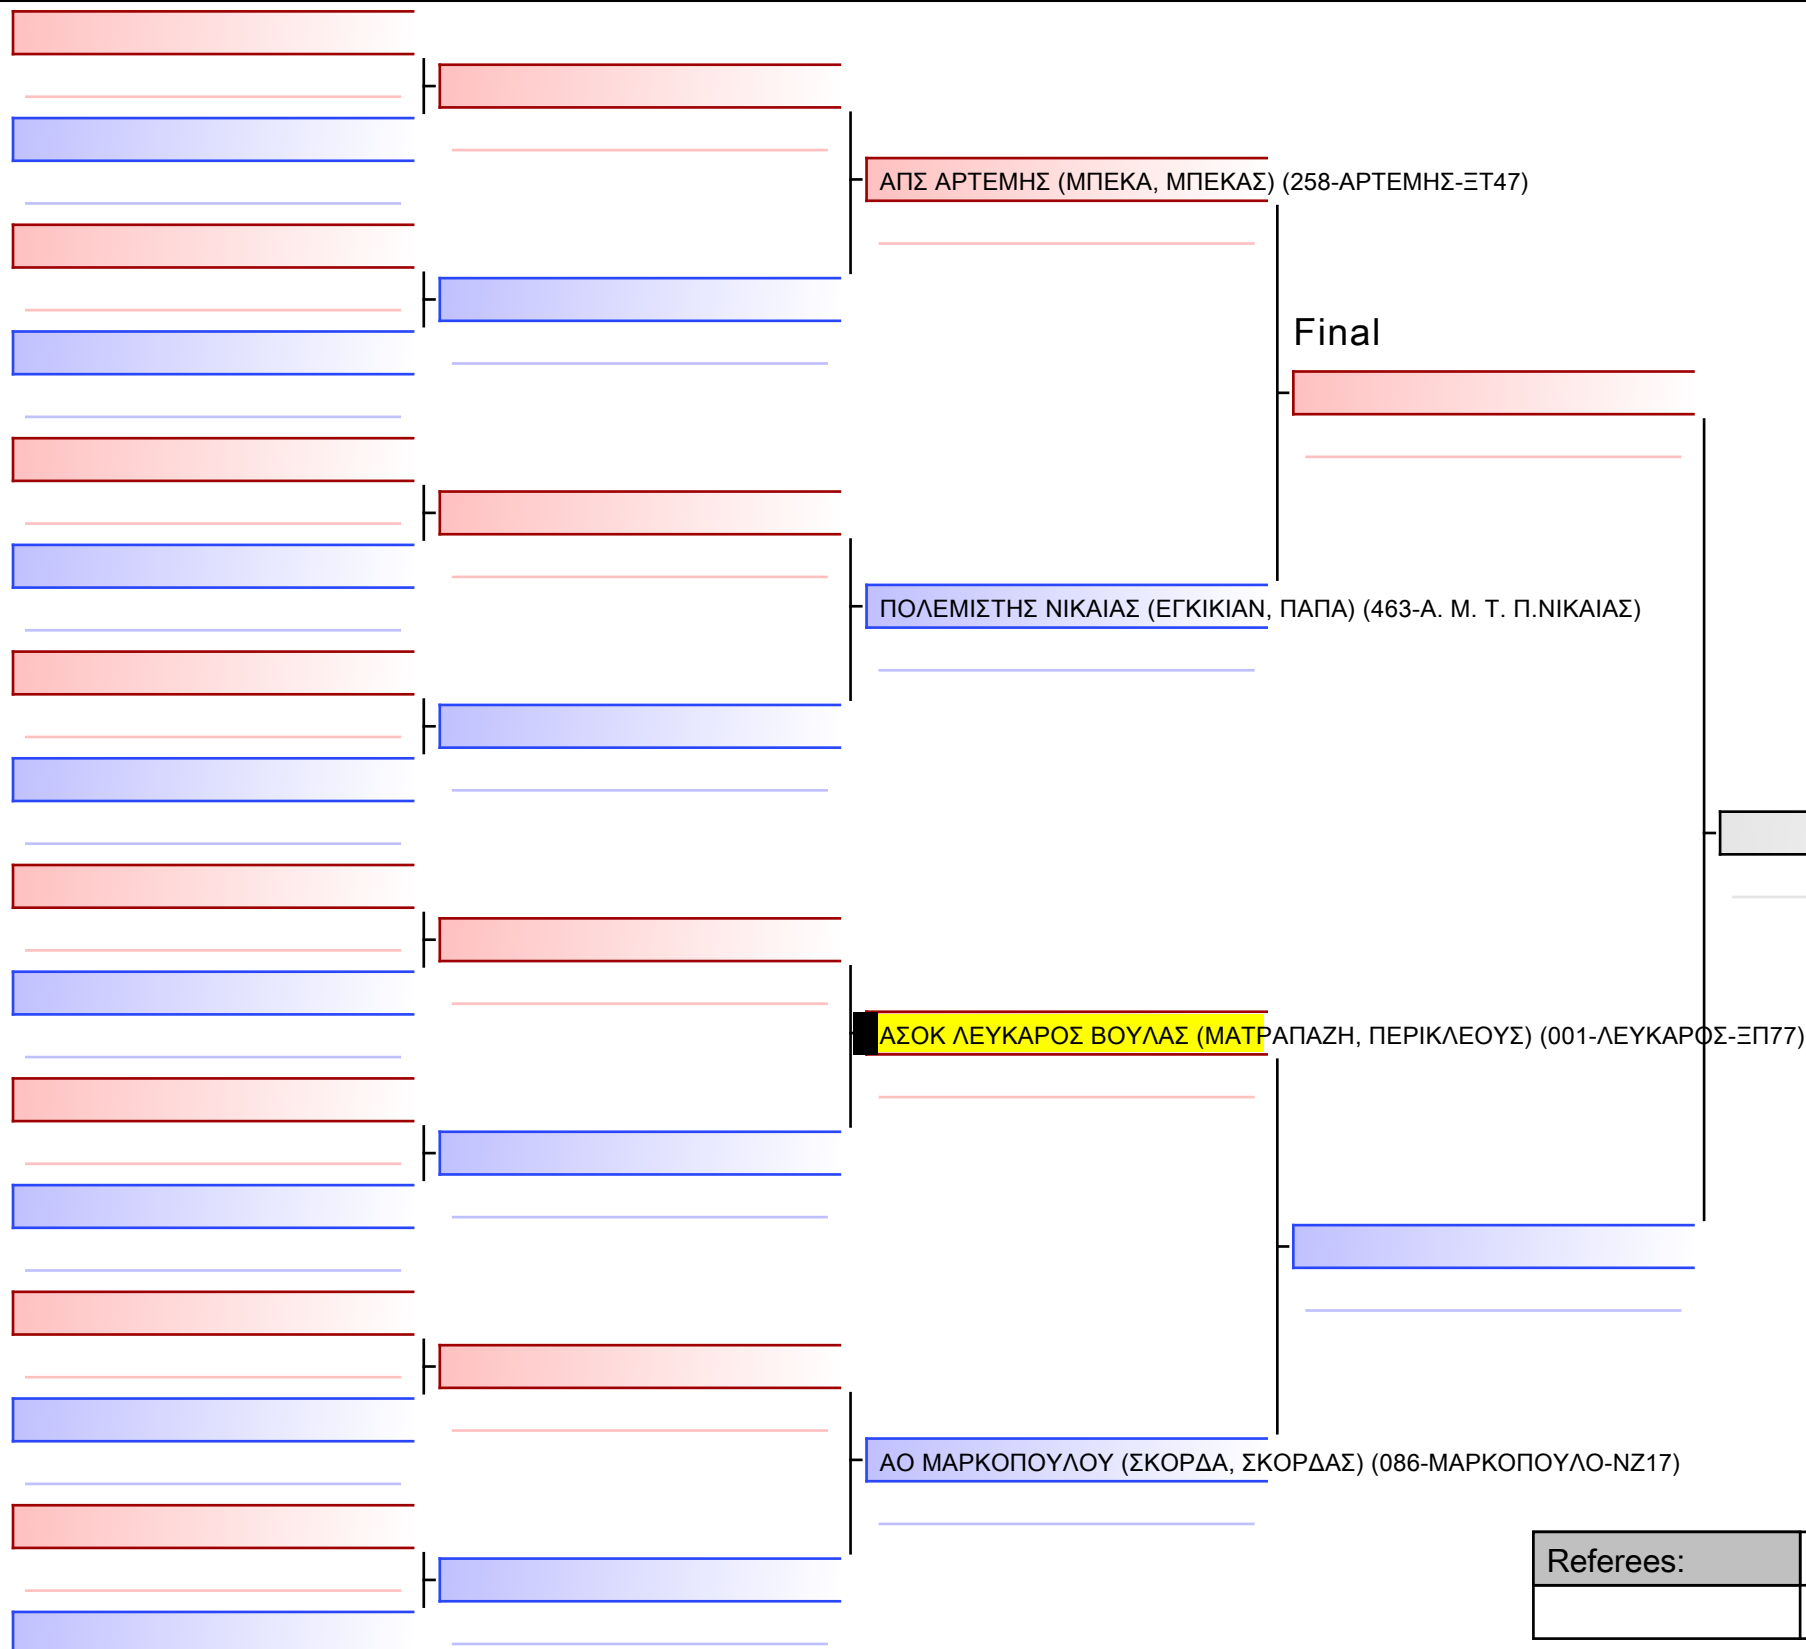 ΑΠΣ ΑΡΤΕΜΗΣ (ΜΠΕΚΑ, ΜΠΕΚΑΣ) (258-ΑΡΤΕΜΗΣ-ΞΤ47)
Final
ΠΟΛΕΜΙΣΤΗΣ ΝΙΚΑΙΑΣ (ΕΓΚΙΚΙΑΝ, ΠΑΠΑ) (463-Α. Μ. Τ. Π.ΝΙΚΑΙΑΣ)
ΑΣΟΚ ΛΕΥΚΑΡΟΣ ΒΟΥΛΑΣ (ΜΑΤΡΑΠΑΖΗ, ΠΕΡΙΚΛΕΟΥΣ) (001-ΛΕΥΚΑΡΟΣ-ΞΠ77)
ΑΟ ΜΑΡΚΟΠΟΥΛΟΥ (ΣΚΟΡΔΑ, ΣΚΟΡΔΑΣ) (086-ΜΑΡΚΟΠΟΥΛΟ-ΝΖ17)
Referees: